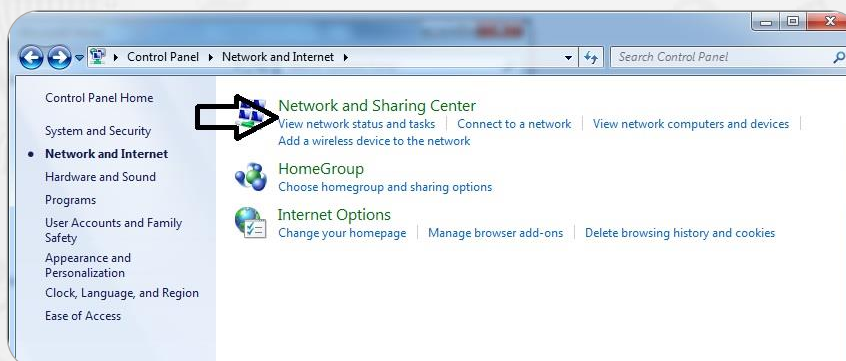 Control Panel Network and Internet
Search Control Panel
Control Panel Home
System and Security
Network and Internet
Hardware and Sound
Programs
User Accounts and Family
Safety
Appearance and
Personalization
Clock, Language, and Region
Ease of Access
Network and Sharing Center
View network status and tasks Connect to a network View network computers and devices
Add a wireless device to the network
HomeGroup
Choose homegroup and sharing options
Internet Options
Change your homepage Manage browser add-ons Delete browsing history and cookies